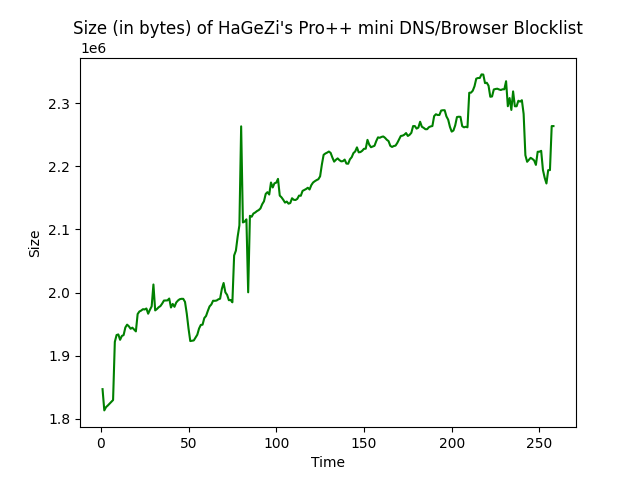 Size (in bytes) of HaGeZi's Pro++ mini DNS/Browser Blocklist
1e6
2.3
2.2
2.1
2.0
1.9
1.8
Size
0 50 100 150 200 250
Time